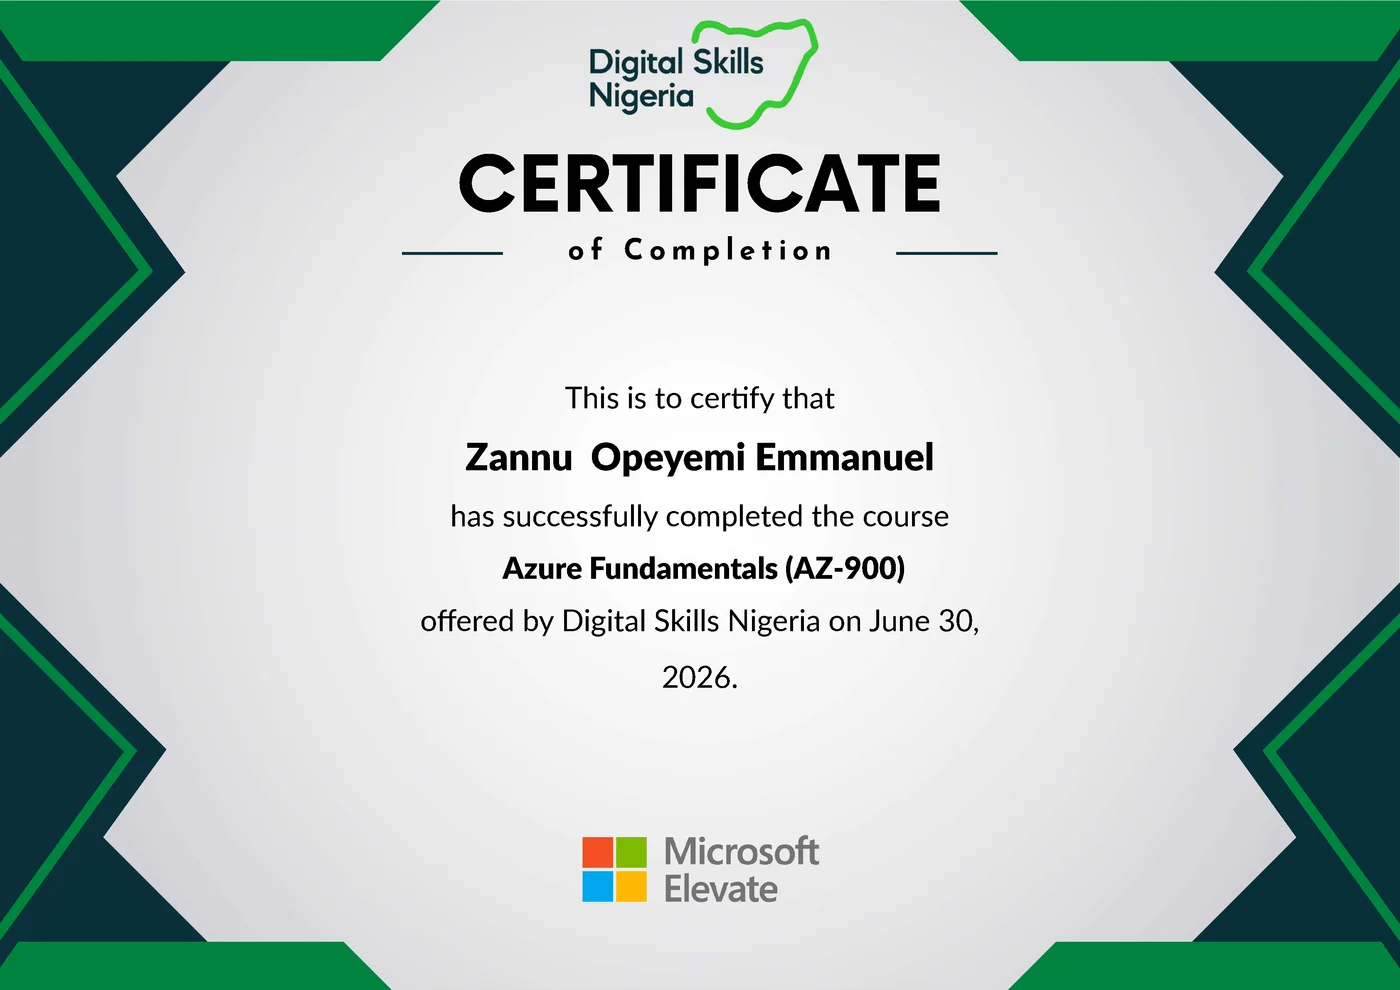 Digital Skills
Nigeria
CERTIFICATE
of Completion
This is to certify that
Zannu  Opeyemi Emmanuel
has successfully completed the course
Azure Fundamentals (AZ-900)
offered by Digital Skills Nigeria on June 30,
2026.
Microsoft
Elevate